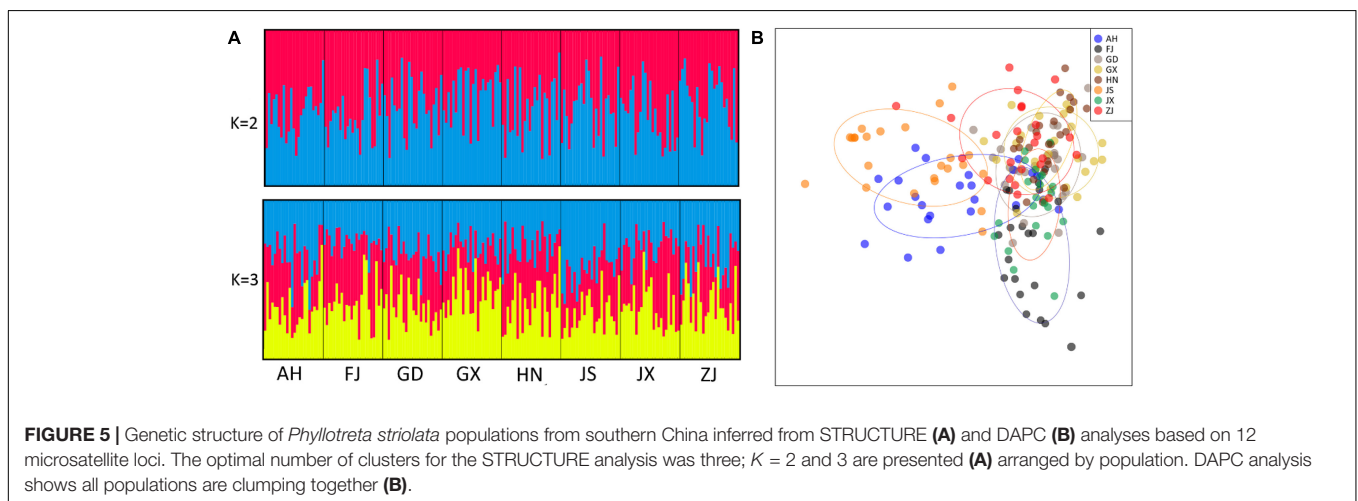 A
B
K=2
K=3
AH FJ GD GX HN JS JX ZJ
AH
FJ
GD
GX
HN
JS
JX
ZJ
FIGURE 5 | Genetic structure of Phyllotreta striolata populations from southern China inferred from STRUCTURE (A) and DAPC (B) analyses based on 12
microsatellite loci. The optimal number of clusters for the STRUCTURE analysis was three; K = 2 and 3 are presented (A) arranged by population. DAPC analysis
shows all populations are clumping together (B).